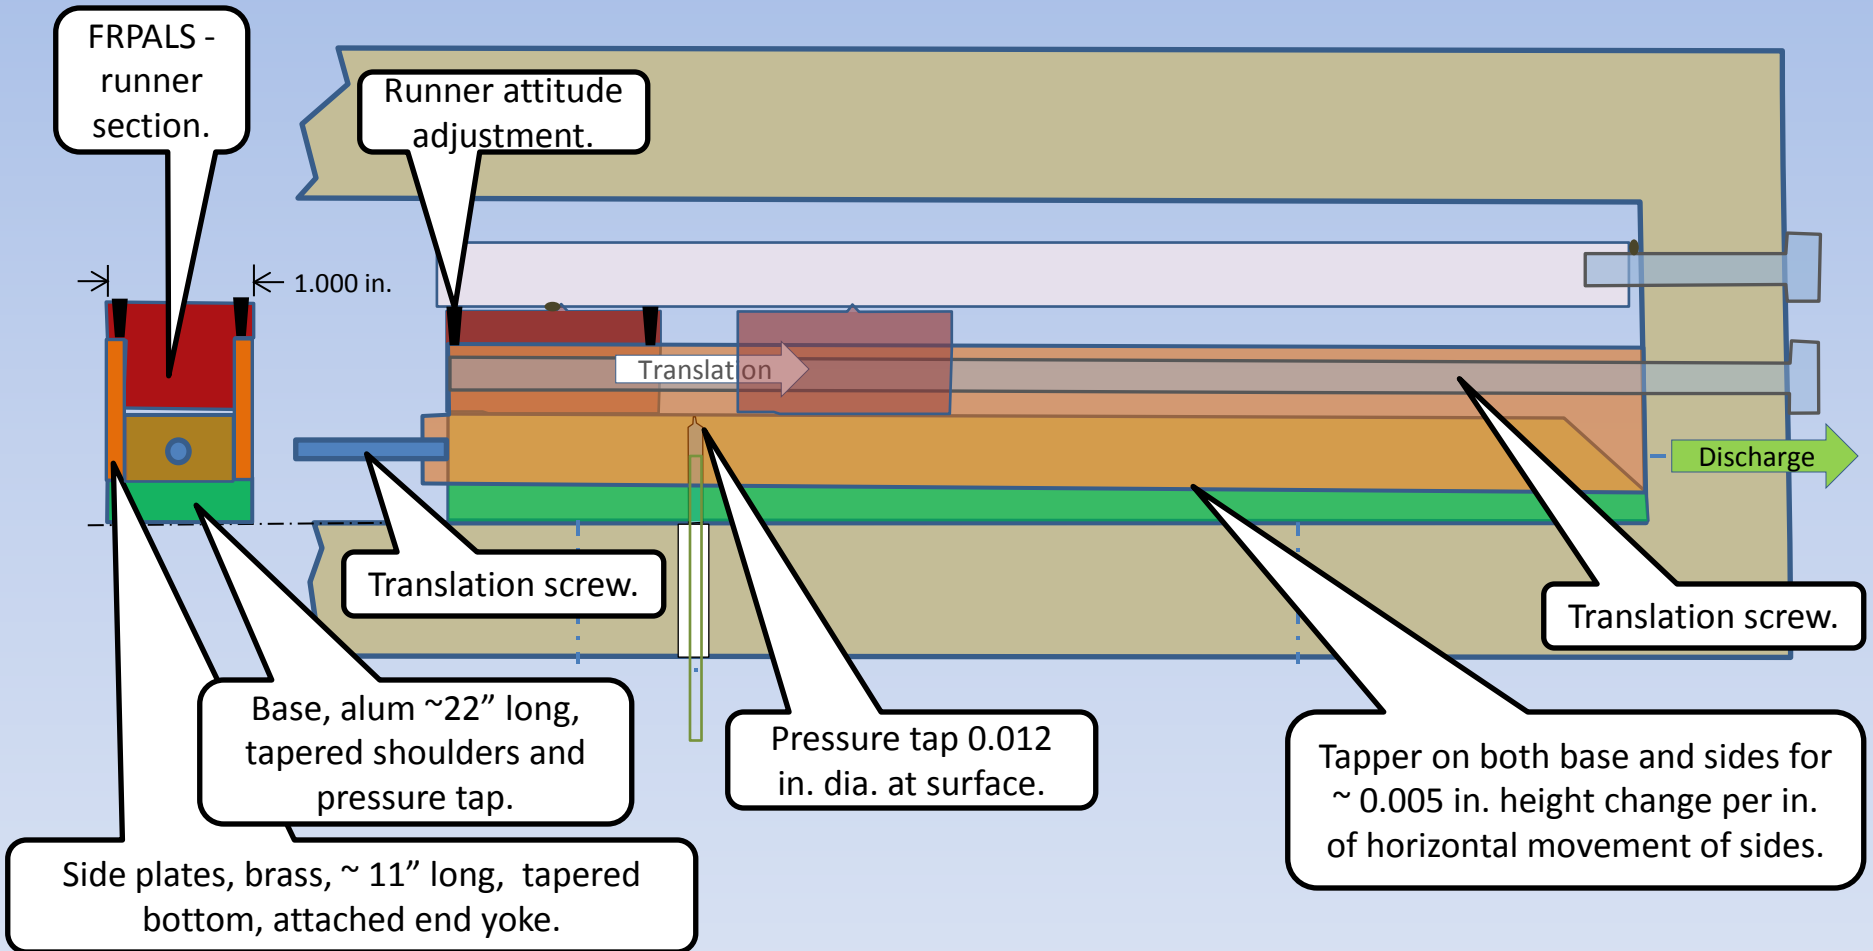 FRPALS -
runner
section.
Runner attitude
adjustment.
1.000 in.
Translation
Discharge
Translation screw.
Translation screw.
Base, alum ~22” long,
tapered shoulders and
pressure tap.
Pressure tap 0.012
in. dia. at surface.
Tapper on both base and sides for
~ 0.005 in. height change per in.
of horizontal movement of sides.
Side plates, brass, ~ 11” long, tapered
bottom, attached end yoke.